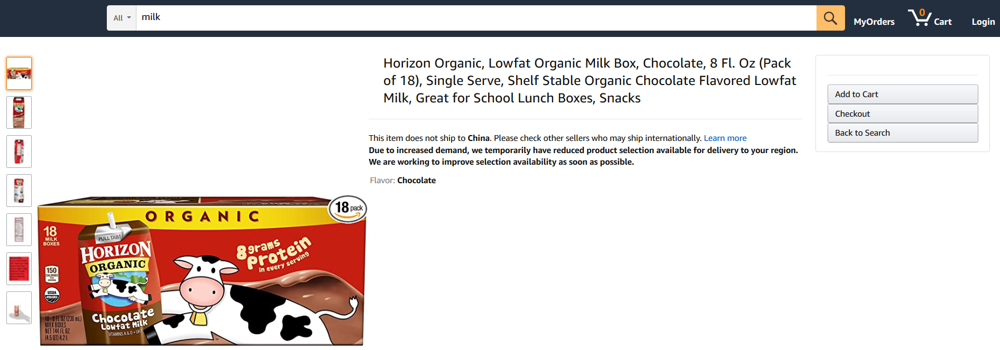 All
milk
MyOrders
0
Cart
Login
Horizon Organic, Lowfat Organic Milk Box, Chocolate, 8 Fl. Oz (Pack
of 18), Single Serve, Shelf Stable Organic Chocolate Flavored Lowfat
Milk, Great for School Lunch Boxes, Snacks
This item does not ship to China. Please check other sellers who may ship internationally. Learn more
Due to increased demand, we temporarily have reduced product selection available for delivery to your region.
We are working to improve selection availability as soon as possible.
Flavor: Chocolate
Add to Cart
Checkout
Back to Search
18 pack
ORGANIC
18
MILK
BOXES
PULL TAB!
HORIZON
ORGANIC
8 grams
protein
in every serving
150
CALORIES
PER
SERVING
USDA
ORGANIC
Chocolate
Lowfat Milk
VITAMINS A & D • UHT
18 - 8 FL OZ (236 mL)
MILK BOXES
NET 144 FL OZ
(4.5 QT) 4.2 L